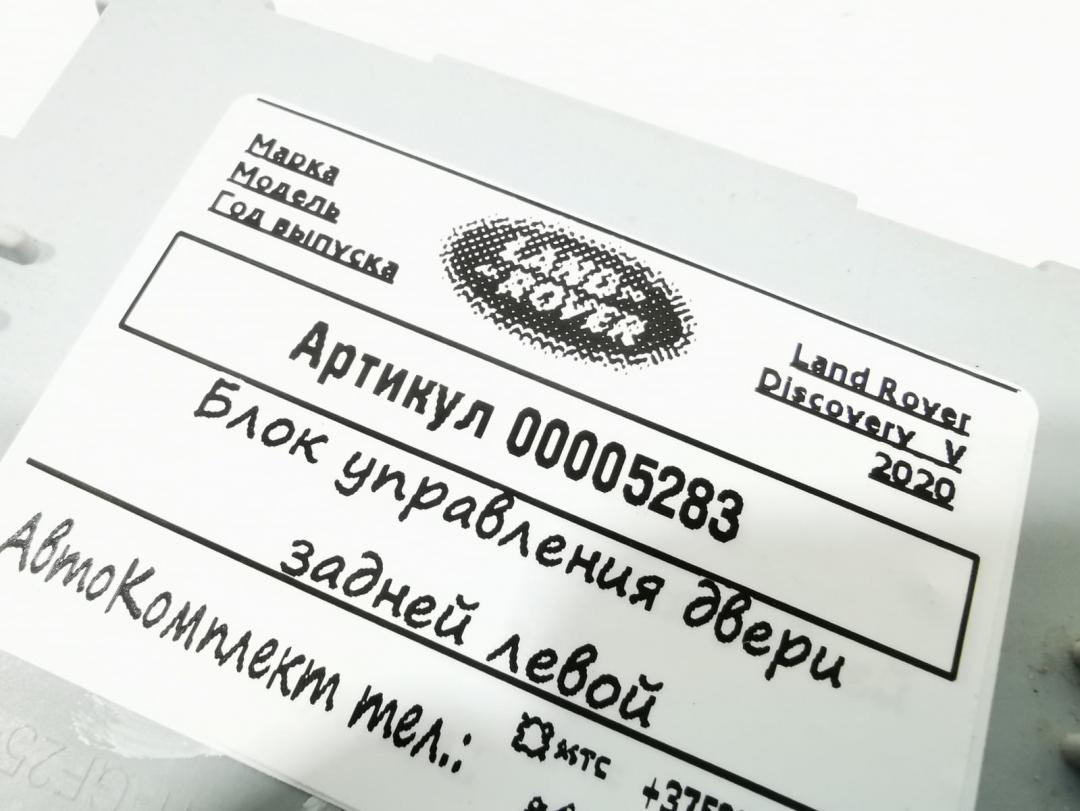 Марка
Модель
Год выпуска
LAND-
-ROVER
Land Rover
Discovery V
2020
Артикул 00005283
Блок управления двери
задней левой
АвтоКомплект тел.:
мтс